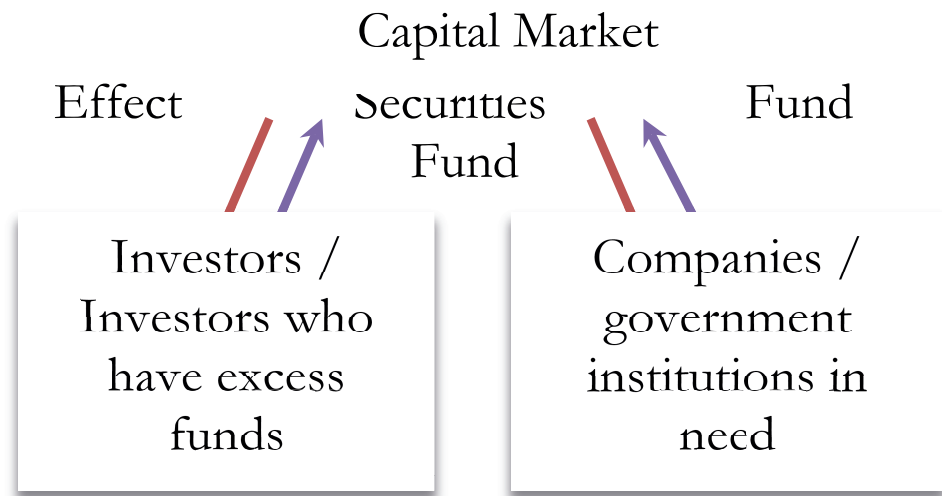 Capital Market
Effect
Securities
Fund
Fund
Investors /
Investors who
have excess
funds
Companies /
government
institutions in
need